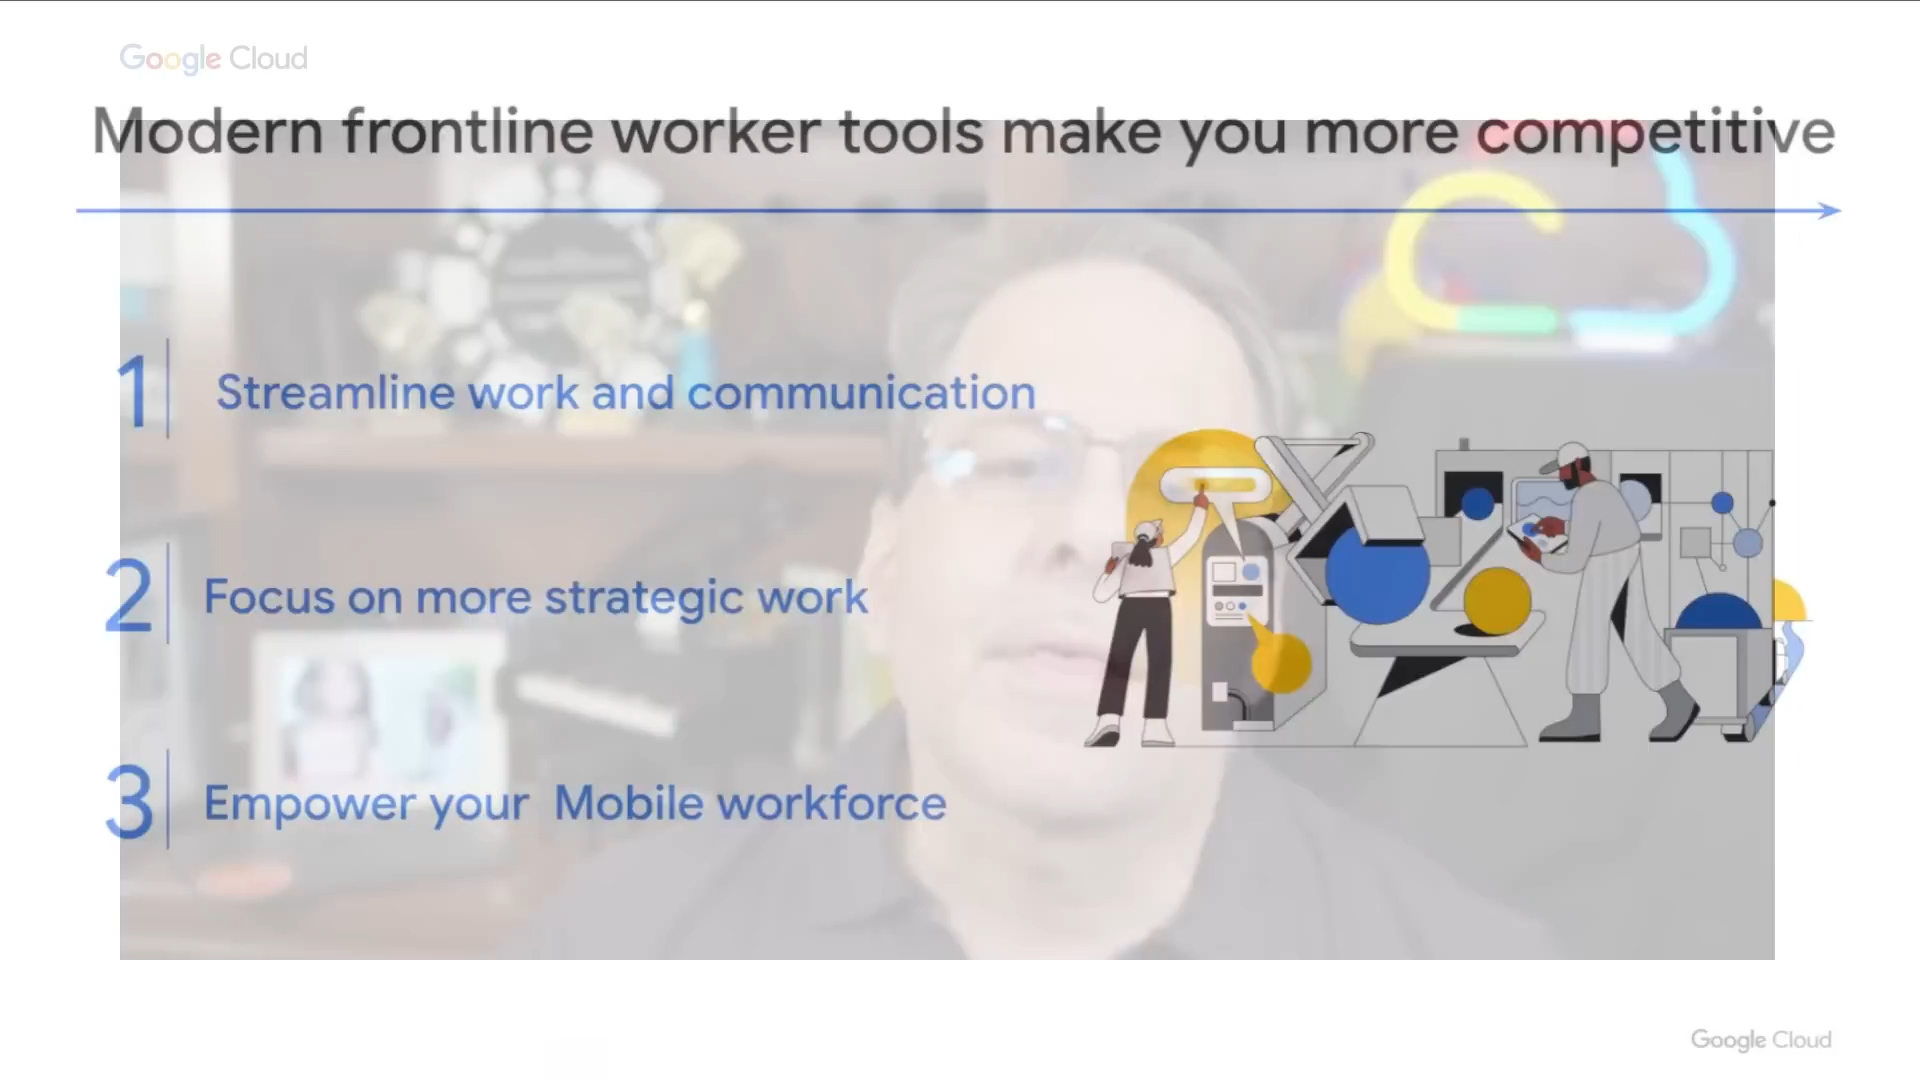 Google Cloud
Modern frontline worker tools make you more competitive
1 Streamline work and communication
2 Focus on more strategic work
3 Empower your Mobile workforce
Google Cloud